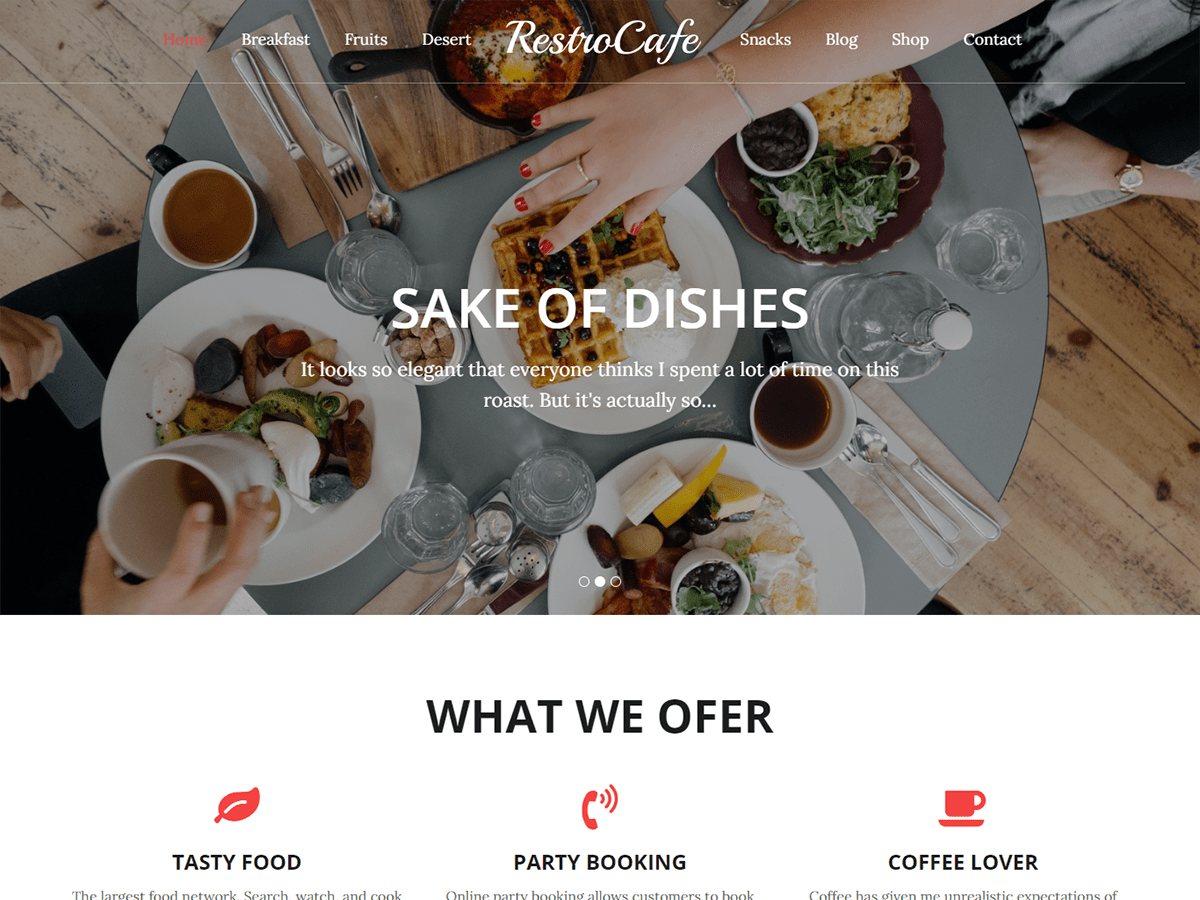 Home Breakfast Fruits Desert RestroCafe Snacks Blog Shop Contact
SAKE OF DISHES
It looks so elegant that everyone thinks I spent a lot of time on this
roast. But it's actually so...
WHAT WE OFER
TASTY FOOD PARTY BOOKING COFFEE LOVER
The largest food network. Search, watch, and cook Online party booking allows customers to book Coffee has given me unrealistic expectations of